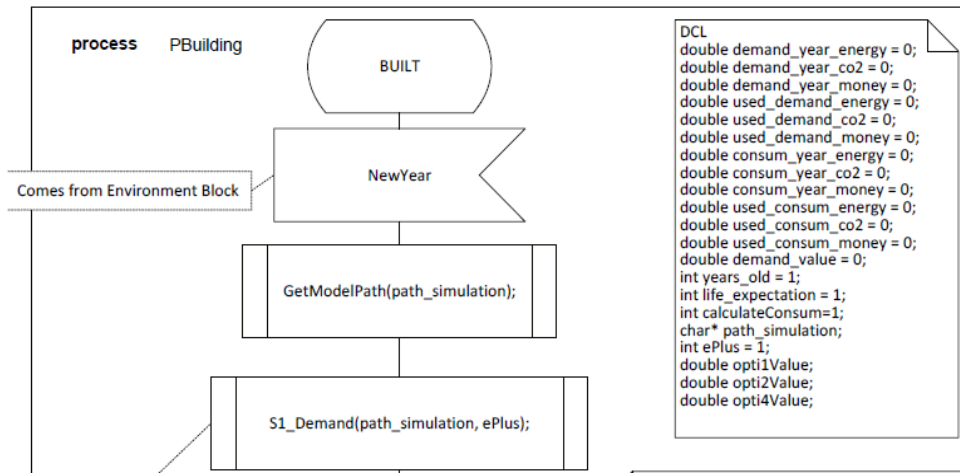 process PBuilding
BUILT
NewYear
Comes from Environment Block
GetModelPath(path_simulation);
S1_Demand(path_simulation, ePlus);
DCL
double demand_year_energy = 0;
double demand_year_co2 = 0;
double demand_year_money = 0;
double used_demand_energy = 0;
double used_demand_co2 = 0;
double used_demand_money = 0;
double consum_year_energy = 0;
double consum_year_co2 = 0;
double consum_year_money = 0;
double used_consum_energy = 0;
double used_consum_co2 = 0;
double used_consum_money = 0;
double demand_value = 0;
int years_old = 1;
int life_expectation = 1;
int calculateConsum=1;
char* path_simulation;
int ePlus = 1;
double opti1Value;
double opti2Value;
double opti4Value;